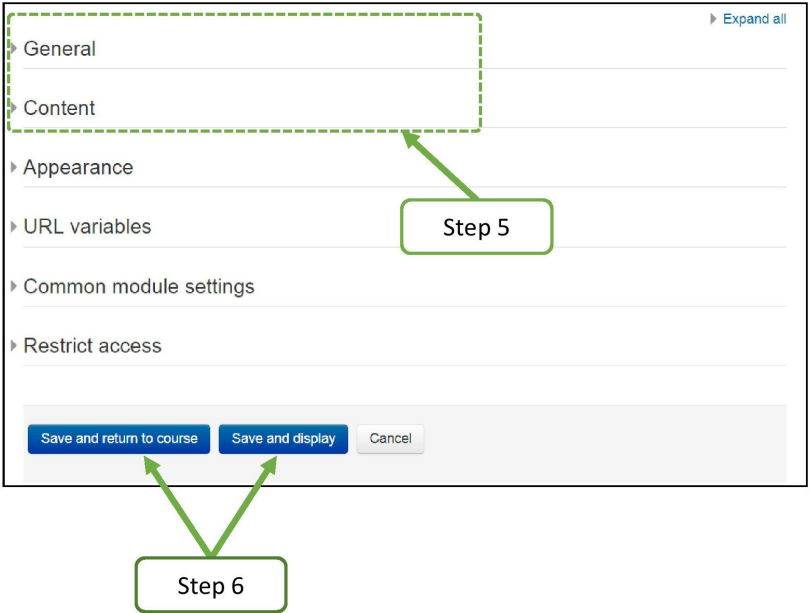 Expand all
General
Content
Appearance
Step 5
URL variables
Common module settings
Restrict access
Save and return to course
Save and display
Cancel
Step 6